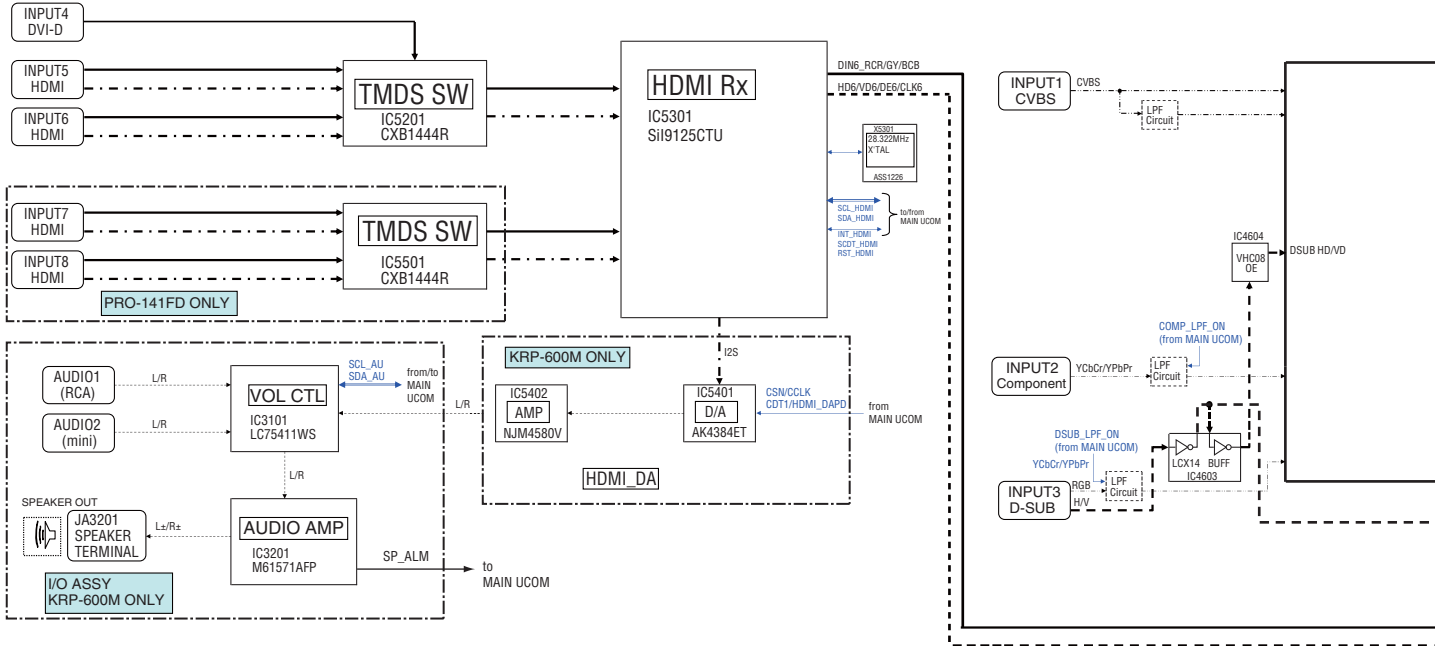 INPUT4
DVI-D
INPUT5
HDMI
INPUT6
HDMI
TMDS SW
IC5201
CXB1444R
HDMI Rx
IC5301
SiI9125CTU
DIN6_RCR/GY/BCB
HD6/VD6/DE6/CLK6
X5301
28.322MHz
X'TAL
ASS1226
SCL_HDMI
SDA_HDMI
INT_HDMI
SCDT_HDMI
RST_HDMI
to/from
MAIN UCOM
INPUT7
HDMI
INPUT8
HDMI
TMDS SW
IC5501
CXB1444R
PRO-141FD ONLY
AUDIO1
(RCA)
L/R
AUDIO2
(mini)
L/R
VOL CTL
IC3101
LC75411WS
SCL_AU
SDA_AU
from/to
MAIN
UCOM
L/R
L/R
SPEAKER OUT
JA3201
SPEAKER
TERMINAL
L±/R±
AUDIO AMP
IC3201
M61571AFP
SP_ALM
to
MAIN UCOM
I/O ASSY
KRP-600M ONLY
KRP-600M ONLY
I2S
IC5402
AMP
NJM4580V
IC5401
D/A
AK4384ET
CSN/CCLK
CDT1/HDMI_DAPD
from
MAIN UCOM
HDMI_DA
INPUT1
CVBS
CVBS
LPF
Circuit
IC4604
VHC08
OE
DSUB HD/VD
COMP_LPF_ON
(from MAIN UCOM)
INPUT2
Component
YCbCr/YPbPr
LPF
Circuit
DSUB_LPF_ON
(from MAIN UCOM)
YCbCr/YPbPr
LCX14
BUFF
IC4603
INPUT3
D-SUB
RGB
H/V
LPF
Circuit